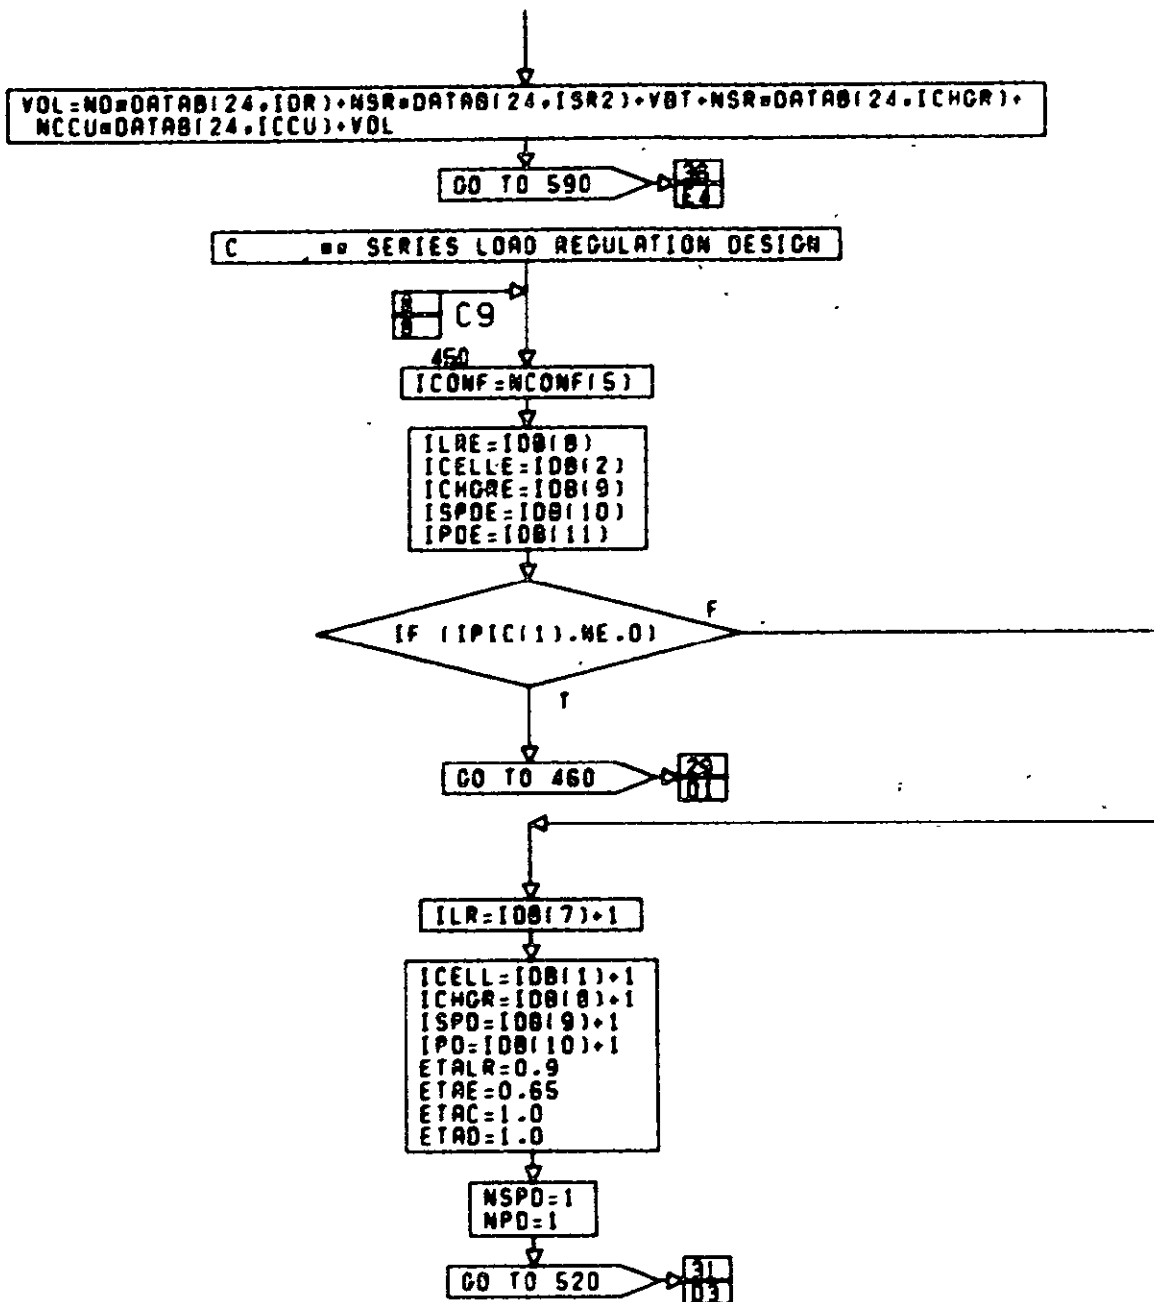 VOL=ND*DATAB(24,IDR)+NSR*DATAB(24,ISR2)+VBT+NSR*DATAB(24,ICHGR)+
NCCU*DATAB(24,ICCU)+VOL
GO TO 590
36
E4
C ** SERIES LOAD REGULATION DESIGN
C9
450
ICONF=NCONF(5)
ILRE=IDB(8)
ICELLE=IDB(2)
ICHGRE=IDB(9)
ISPDE=IDB(10)
IPDE=IDB(11)
IF (IPIC(1).NE.0)
F
T
GO TO 460
29
D1
ILR=IDB(7)+1
ICELL=IDB(1)+1
ICHGR=IDB(8)+1
ISPD=IDB(9)+1
IPD=IDB(10)+1
ETALR=0.9
ETAE=0.65
ETAC=1.0
ETAD=1.0
NSPD=1
NPD=1
GO TO 520
31
D3